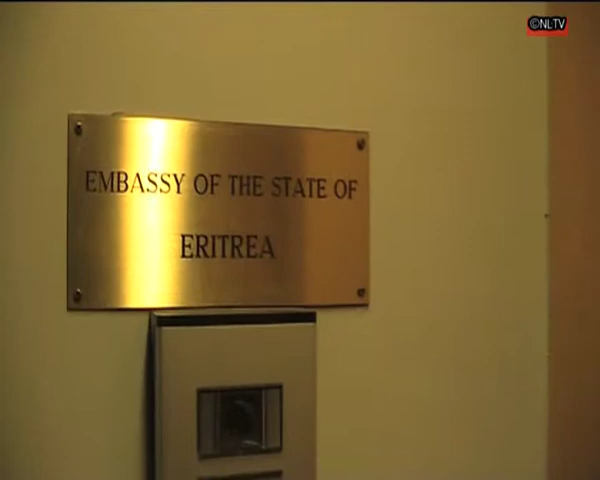 ©NLTV
EMBASSY OF THE STATE OF
ERITREA